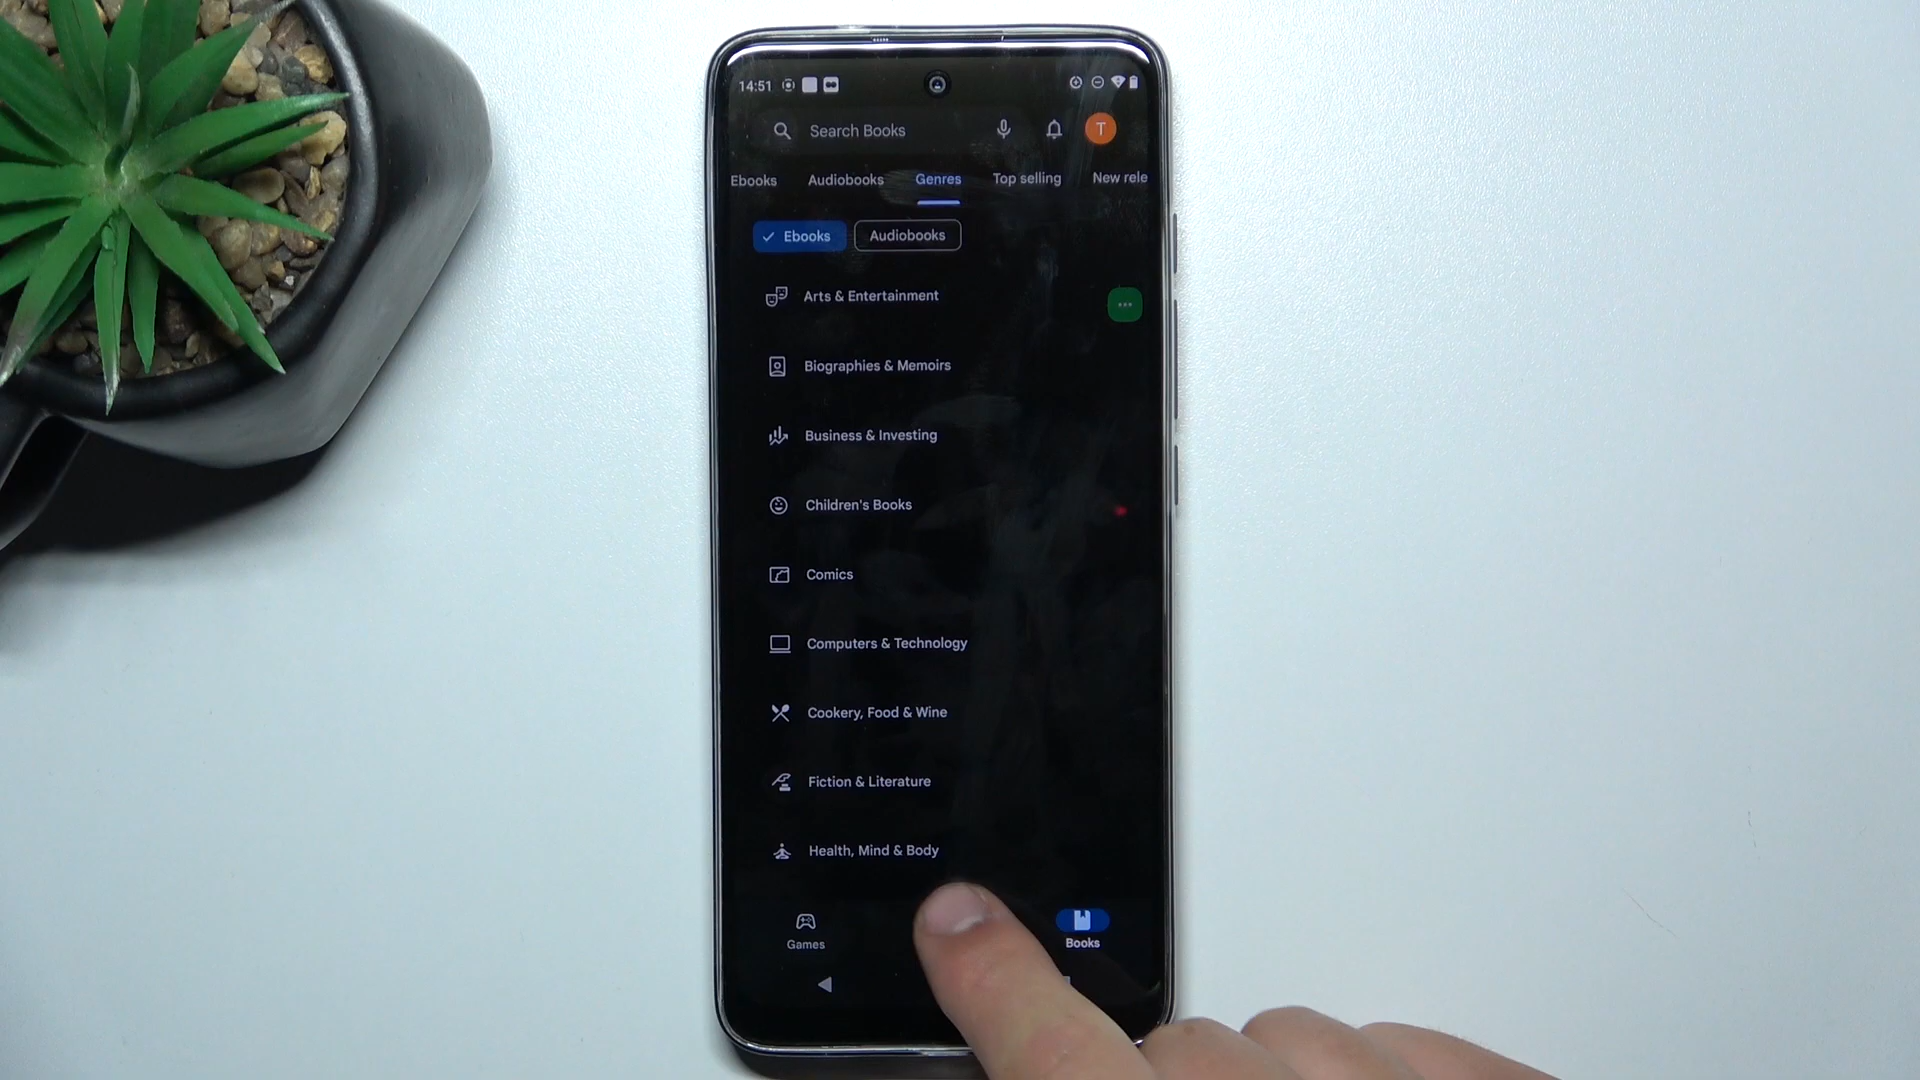 14:51
Search Books
T
Ebooks Audiobooks Genres Top selling New rele
Ebooks Audiobooks
Arts & Entertainment
Biographies & Memoirs
Business & Investing
Children's Books
Comics
Computers & Technology
Cookery, Food & Wine
Fiction & Literature
Health, Mind & Body
Games Books